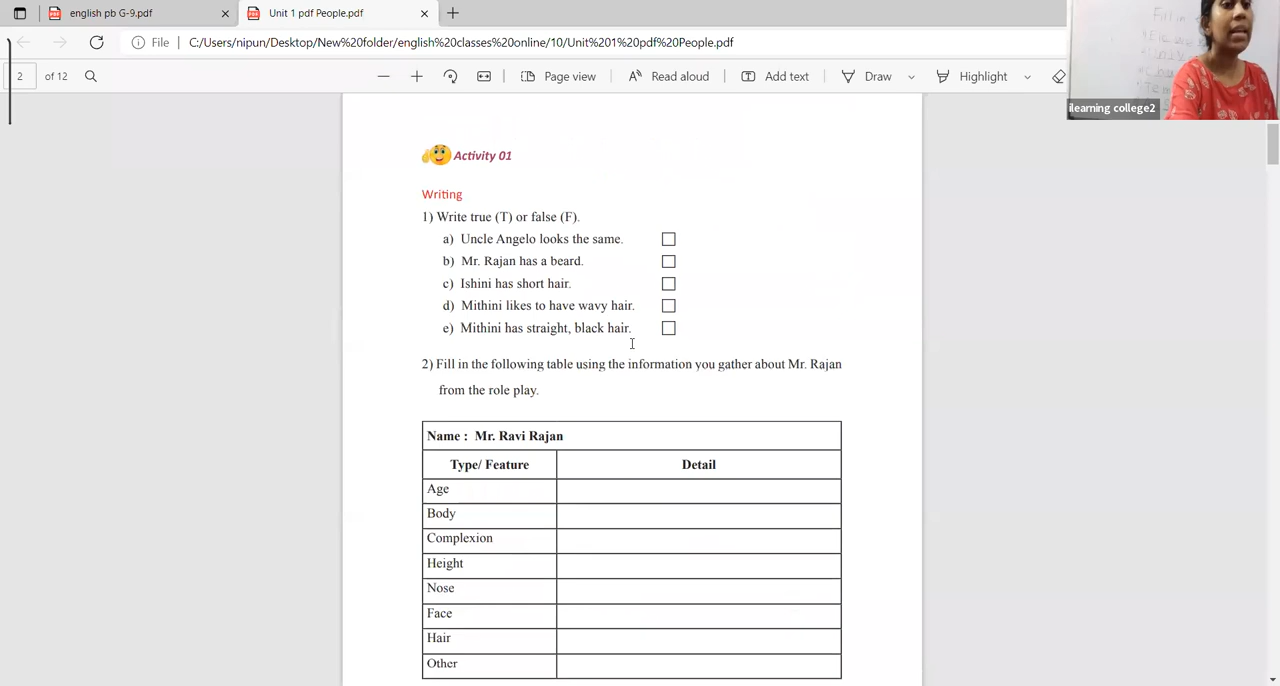 english pb G-9.pdf
Unit 1 pdf People.pdf
File
C:/Users/nipun/Desktop/New%20folder/english%20classes%20online/10/Unit%201%20pdf%20People.pdf
2 of 12
Page view
Read aloud
Add text
Draw
Highlight
Fill in
ilearning college2
Activity 01
Writing
1) Write true (T) or false (F).
a) Uncle Angelo looks the same.
b) Mr. Rajan has a beard.
c) Ishini has short hair.
d) Mithini likes to have wavy hair.
e) Mithini has straight, black hair.
2) Fill in the following table using the information you gather about Mr. Rajan
from the role play.
Name : Mr. Ravi Rajan
Type/ Feature Detail
Age
Body
Complexion
Height
Nose
Face
Hair
Other